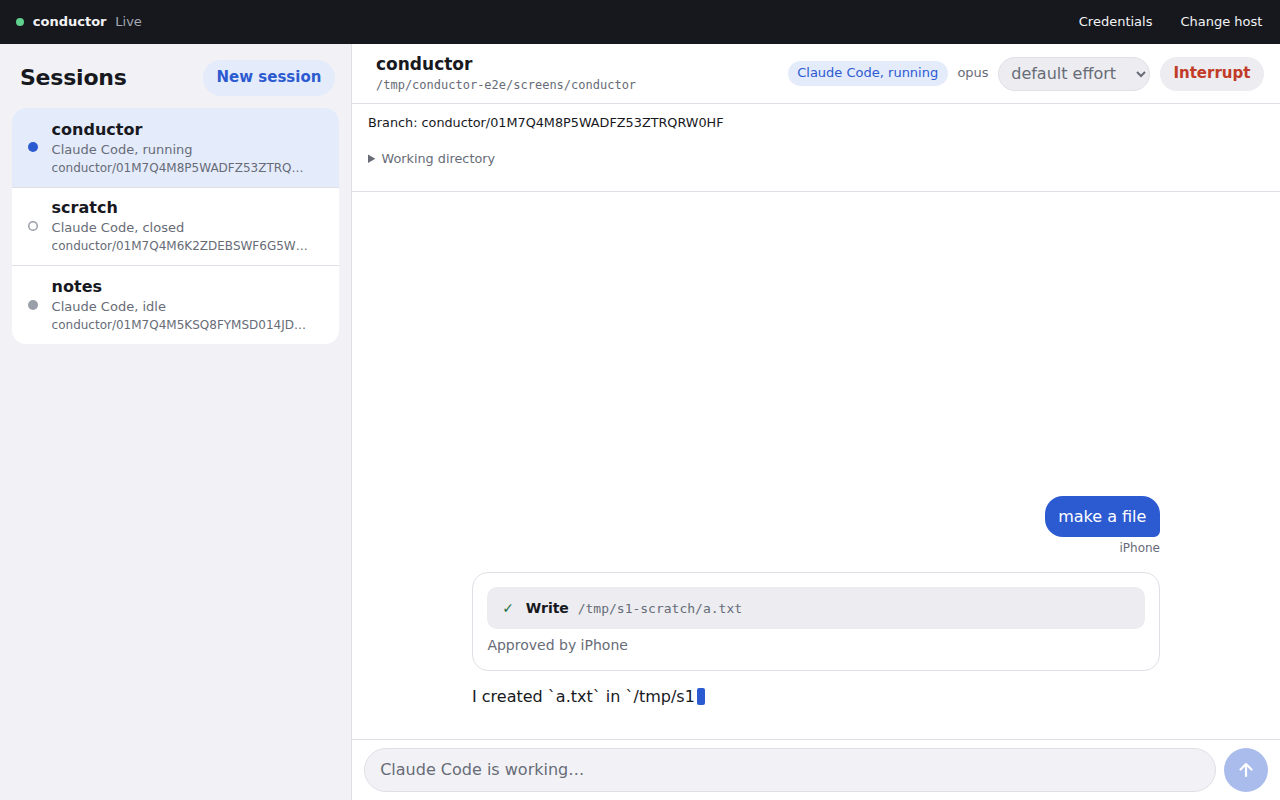 conductor Live
Credentials
Change host
Sessions
New session
conductor
Claude Code, running
conductor/01M7Q4M8P5WADFZ53ZTRQ…
scratch
Claude Code, closed
conductor/01M7Q4M6K2ZDEBSWF6G5W…
notes
Claude Code, idle
conductor/01M7Q4M5KSQ8FYMSD014JD…
conductor
/tmp/conductor-e2e/screens/conductor
Claude Code, running
opus
default effort
Interrupt
Branch: conductor/01M7Q4M8P5WADFZ53ZTRQRW0HF
Working directory
make a file
iPhone
✓ Write /tmp/s1-scratch/a.txt
Approved by iPhone
I created `a.txt` in `/tmp/s1
Claude Code is working…